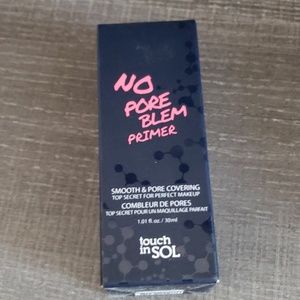 NO
PORE
BLEM
PRIMER
SMOOTH & PORE COVERING
TOP SECRET FOR PERFECT MAKEUP
COMBLEUR DE PORES
TOP SECRET POUR UN MAQUILLAGE PARFAIT
1.01 fl. oz. / 30ml
touch
in SOL